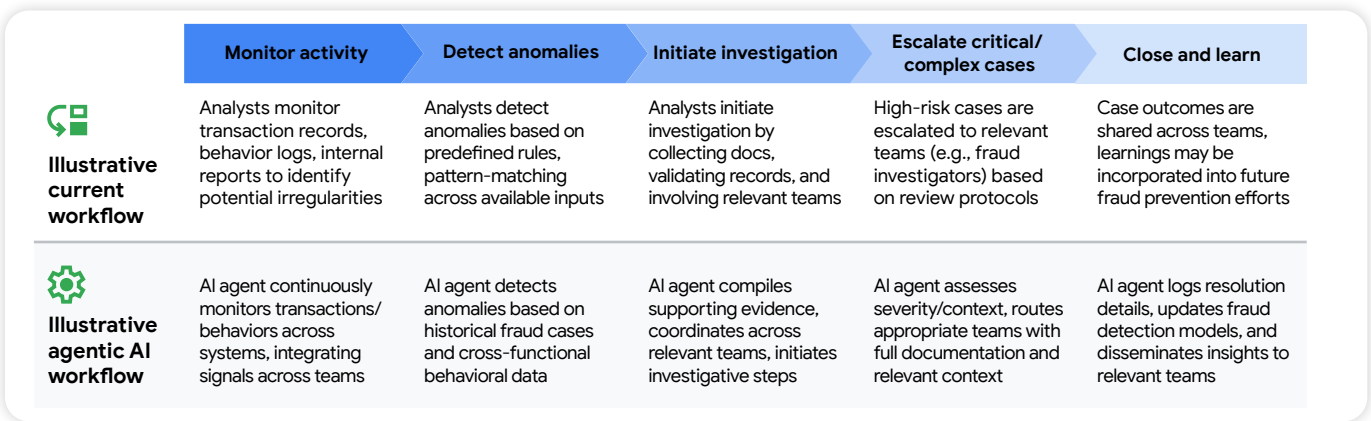 Monitor activity
Detect anomalies
Initiate investigation
Escalate critical/
complex cases
Close and learn
Illustrative
current
workflow
Analysts monitor
transaction records,
behavior logs, internal
reports to identify
potential irregularities
Analysts detect
anomalies based on
predefined rules,
pattern-matching
across available inputs
Analysts initiate
investigation by
collecting docs,
validating records, and
involving relevant teams
High-risk cases are
escalated to relevant
teams (e.g., fraud
investigators) based
on review protocols
Case outcomes are
shared across teams,
learnings may be
incorporated into future
fraud prevention efforts
Illustrative
agentic AI
workflow
AI agent continuously
monitors transactions/
behaviors across
systems, integrating
signals across teams
AI agent detects
anomalies based on
historical fraud cases
and cross-functional
behavioral data
AI agent compiles
supporting evidence,
coordinates across
relevant teams, initiates
investigative steps
AI agent assesses
severity/context, routes
appropriate teams with
full documentation and
relevant context
AI agent logs resolution
details, updates fraud
detection models, and
disseminates insights to
relevant teams